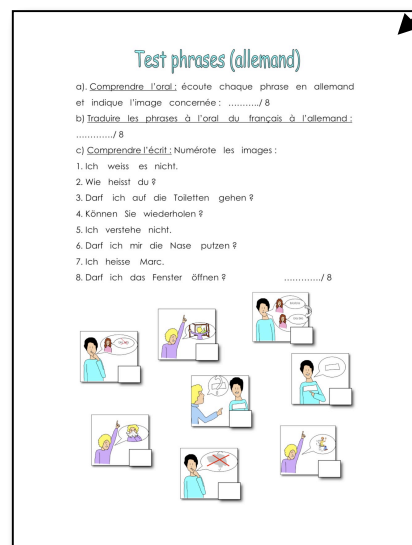 Test phrases (allemand)
a). Comprendre l'oral : écoute chaque phrase en allemand
et indique l'image concernée : ………../ 8
b) Traduire les phrases à l'oral du français à l'allemand :
…………../ 8
c) Comprendre l'écrit : Numérote les images :
1. Ich weiss es nicht.
2. Wie heisst du ?
3. Darf ich auf die Toiletten gehen ?
4. Können Sie wiederholen ?
5. Ich verstehe nicht.
6. Darf ich mir die Nase putzen ?
7. Ich heisse Marc.
8. Darf ich das Fenster öffnen ? …………../ 8